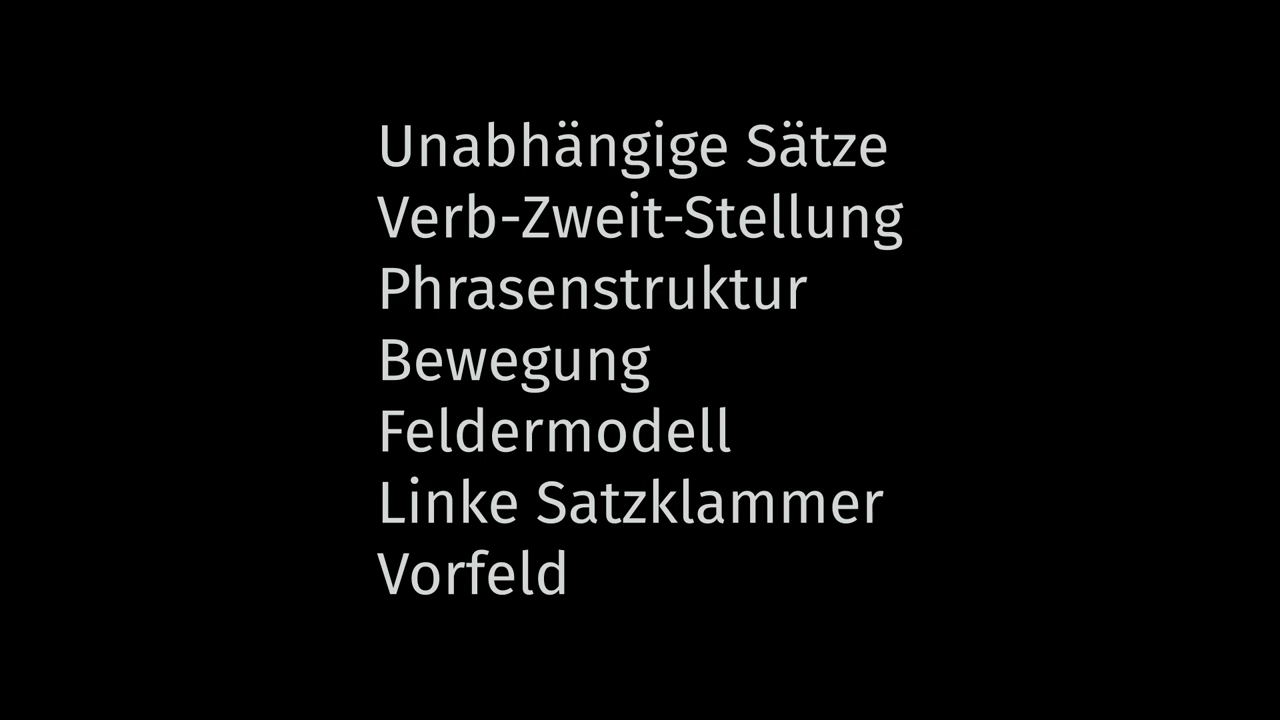 Unabhängige Sätze
Verb-Zweit-Stellung
Phrasenstruktur
Bewegung
Feldermodell
Linke Satzklammer
Vorfeld